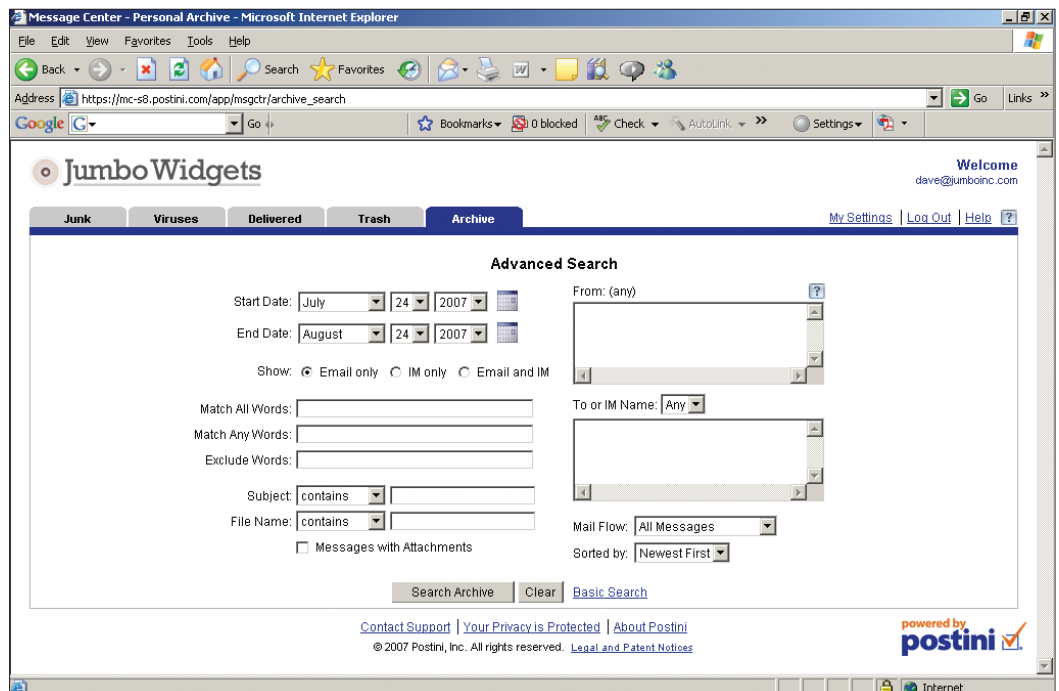 Message Center - Personal Archive - Microsoft Internet Explorer
File Edit View Favorites Tools Help
Back Search Favorites
Address https://mc-s8.postini.com/app/msgctr/archive_search Go Links »
Google G Go Bookmarks 0 blocked ABC Check AutoLink » Settings
JumboWidgets
Welcome
dave@jumboinc.com
Junk Viruses Delivered Trash Archive
My Settings | Log Out | Help ?
Advanced Search
Start Date: July 24 2007
End Date: August 24 2007
Show: Email only IM only Email and IM
Match All Words:
Match Any Words:
Exclude Words:
Subject: contains
File Name: contains
Messages with Attachments
From: (any) ?
To or IM Name: Any
Mail Flow: All Messages
Sorted by: Newest First
Search Archive Clear Basic Search
Contact Support | Your Privacy is Protected | About Postini
© 2007 Postini, Inc. All rights reserved. Legal and Patent Notices
powered by
postini
Internet